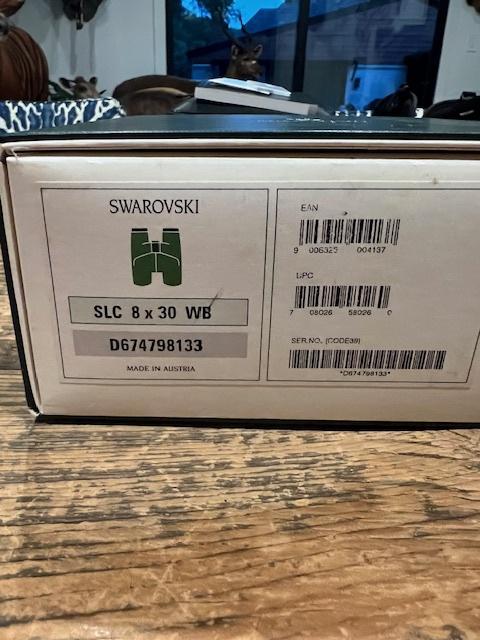 SWAROVSKI
SLC 8 x 30 WB
D674798133
MADE IN AUSTRIA
EAN
9 006325 004137
UPC
7 08026 58026 0
SER.NO. (CODE39)
*D674798133*